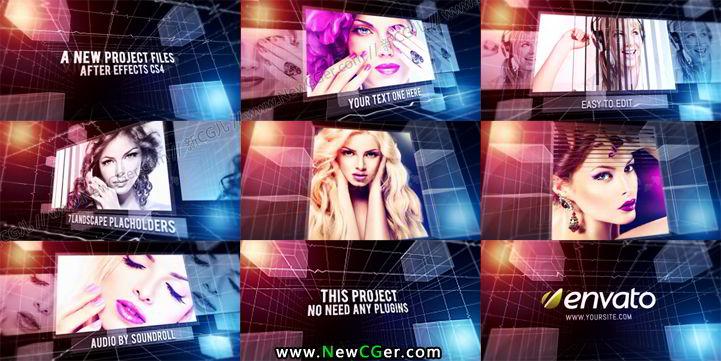 A NEW PROJECT FILES
AFTER EFFECTS CS4
YOUR TEXT ONE HERE
EASY TO EDIT
7LANDSCAPE PLACHOLDERS
AUDIO BY SOUNDROLL
THIS PROJECT
NO NEED ANY PLUGINS
envato
WWW.YOURSITE.COM
www.NewCGer.com